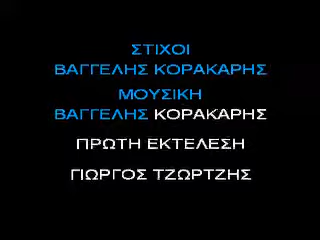 ΣΤΙΧΟΙ
ΒΑΓΓΕΛΗΣ ΚΟΡΑΚΑΡΗΣ
ΜΟΥΣΙΚΗ
ΒΑΓΓΕΛΗΣ ΚΟΡΑΚΑΡΗΣ
ΠΡΩΤΗ ΕΚΤΕΛΕΣΗ
ΓΙΩΡΓΟΣ ΤΖΩΡΤΖΗΣ